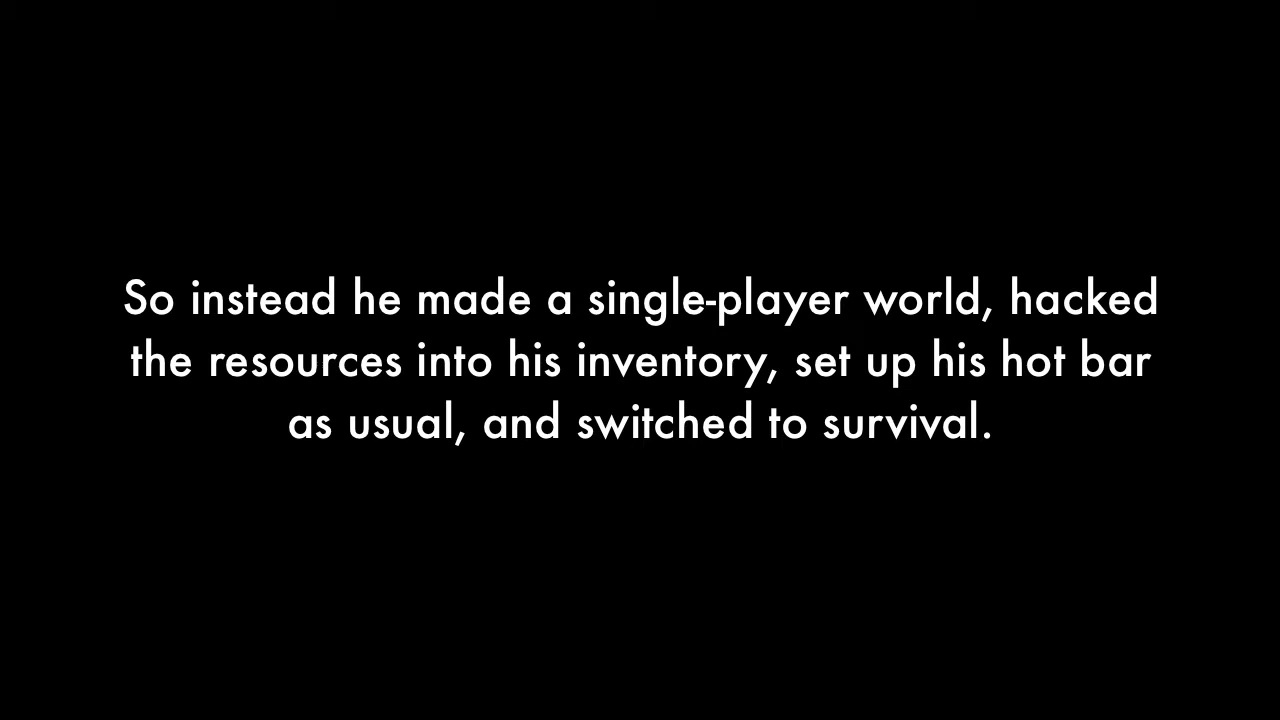 So instead he made a single-player world, hacked
the resources into his inventory, set up his hot bar
as usual, and switched to survival.